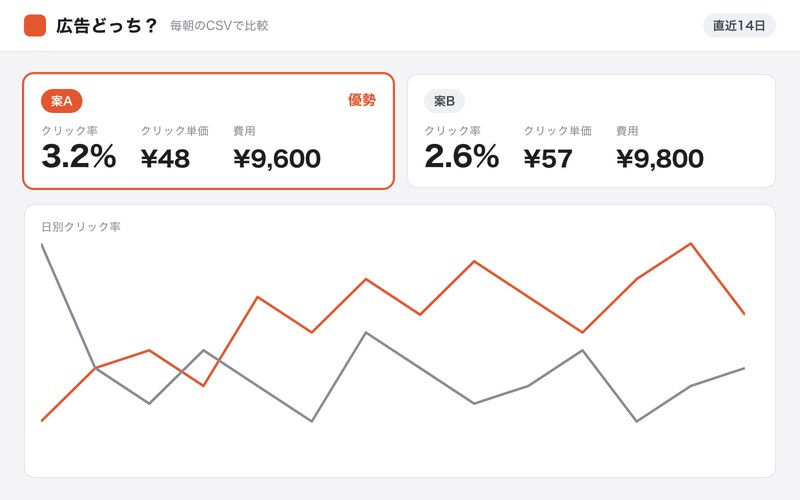 広告どっち？ 毎朝のCSVで比較 直近14日
案A 優勢
クリック率 クリック単価 費用
3.2% ¥48 ¥9,600
案B
クリック率 クリック単価 費用
2.6% ¥57 ¥9,800
日別クリック率